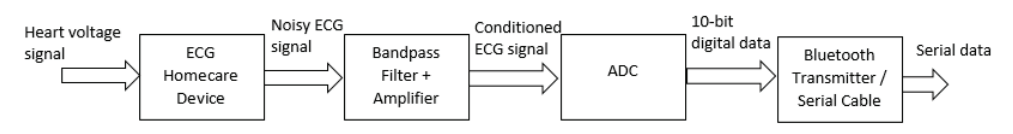 Heart voltage
signal
ECG
Homecare
Device
Noisy ECG
signal
Bandpass
Filter +
Amplifier
Conditioned
ECG signal
ADC
10-bit
digital data
Bluetooth
Transmitter /
Serial Cable
Serial data